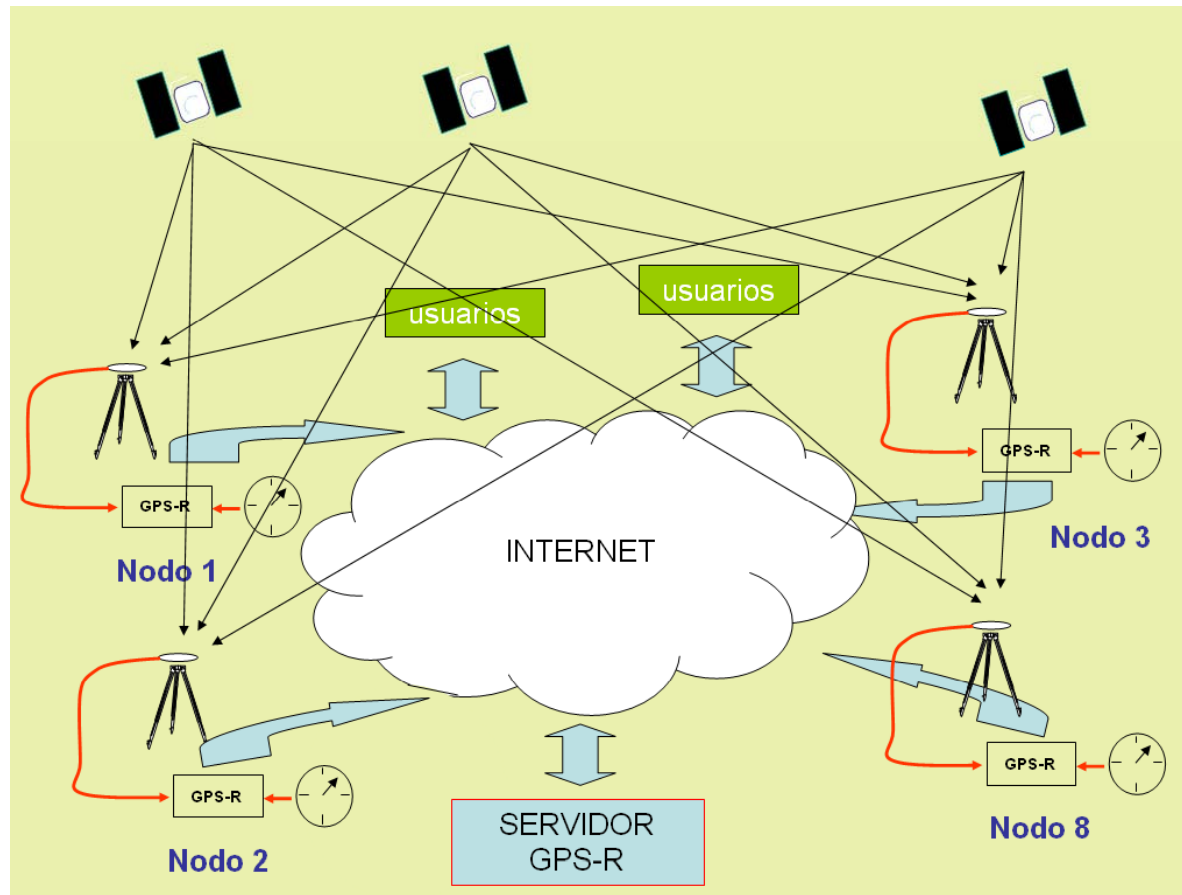 usuarios
usuarios
GPS-R
Nodo 3
GPS-R
Nodo 1
INTERNET
GPS-R
Nodo 2
GPS-R
Nodo 8
SERVIDOR
GPS-R